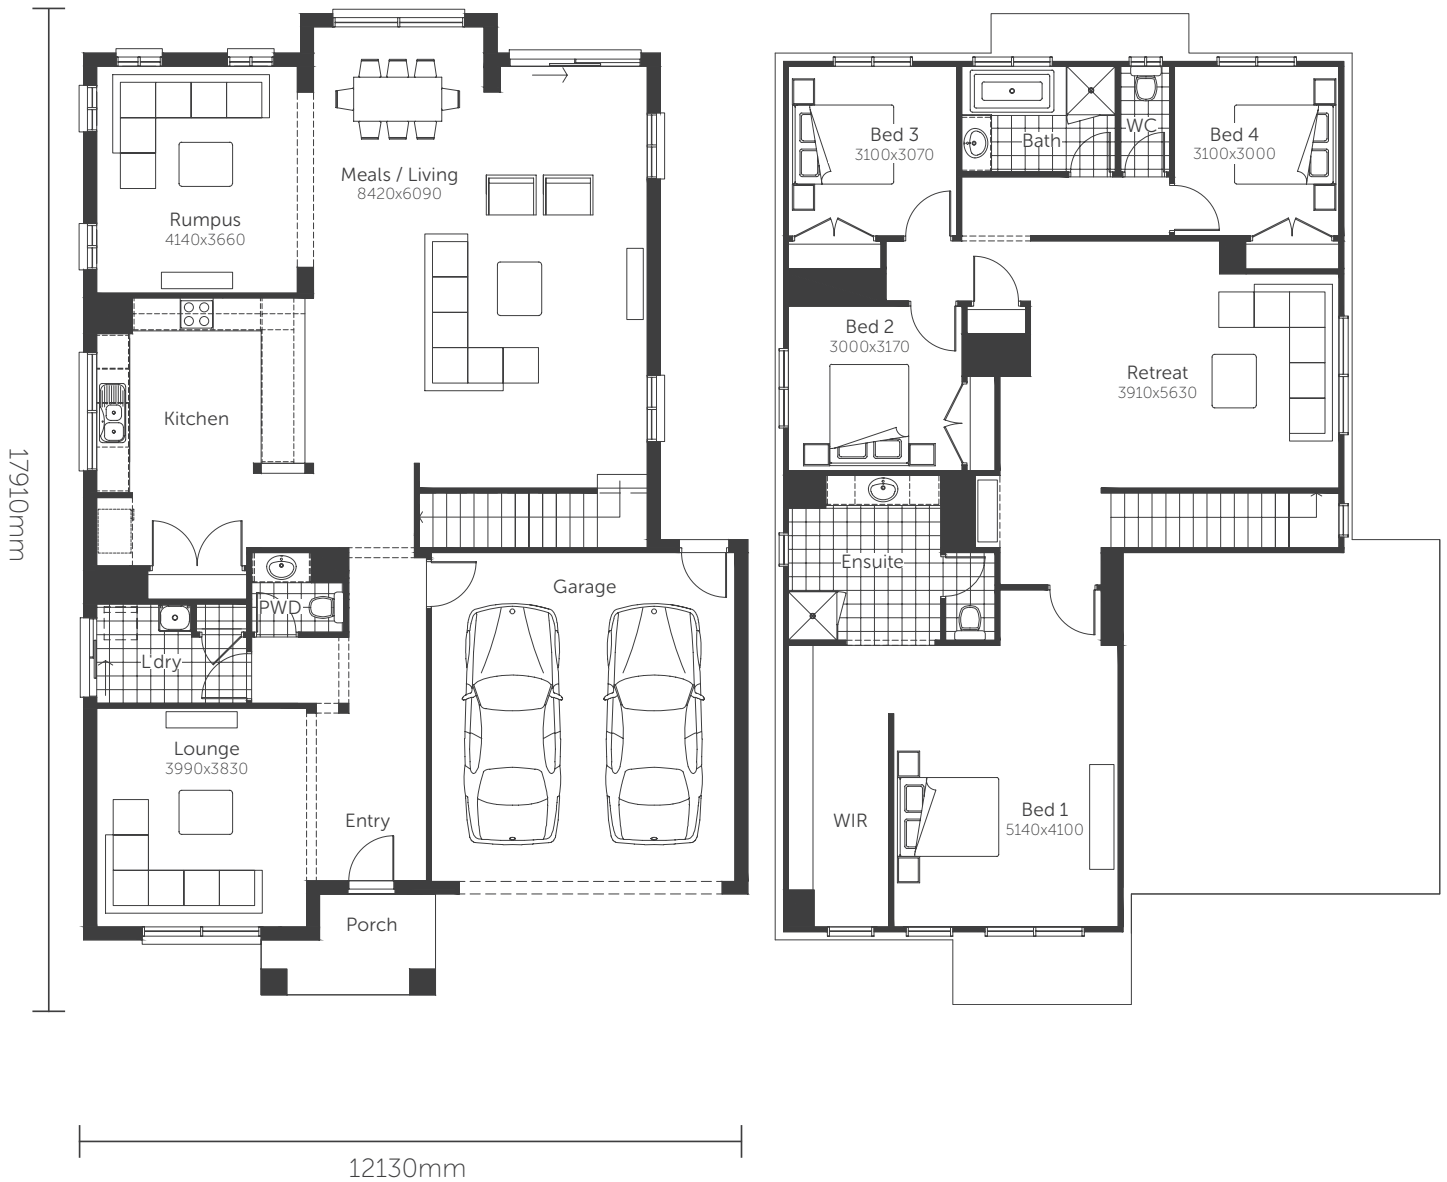 Meals / Living
8420x6090
Rumpus
4140x3660
Kitchen
17910mm
PWD
Garage
L'dry
Lounge
3990x3830
Entry
Porch
12130mm
Bed 3
3100x3070
Bath
WC
Bed 4
3100x3000
Bed 2
3000x3170
Retreat
3910x5630
Ensuite
WIR
Bed 1
5140x4100